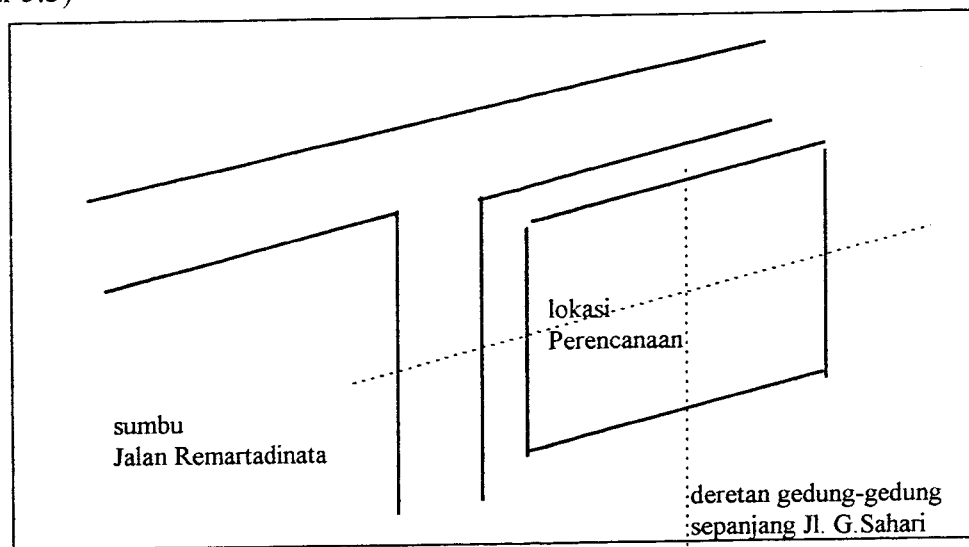 lokasi
Perencanaan
sumbu
Jalan Remartadinata
deretan gedung-gedung
sepanjang Jl. G.Sahari